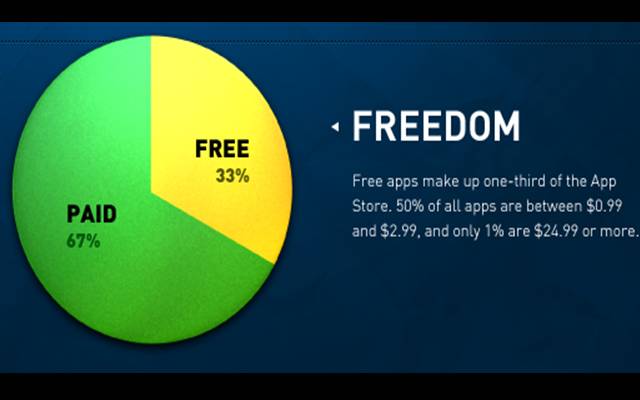 FREE
33%
PAID
67%
FREEDOM
Free apps make up one-third of the App
Store. 50% of all apps are between $0.99
and $2.99, and only 1% are $24.99 or more.